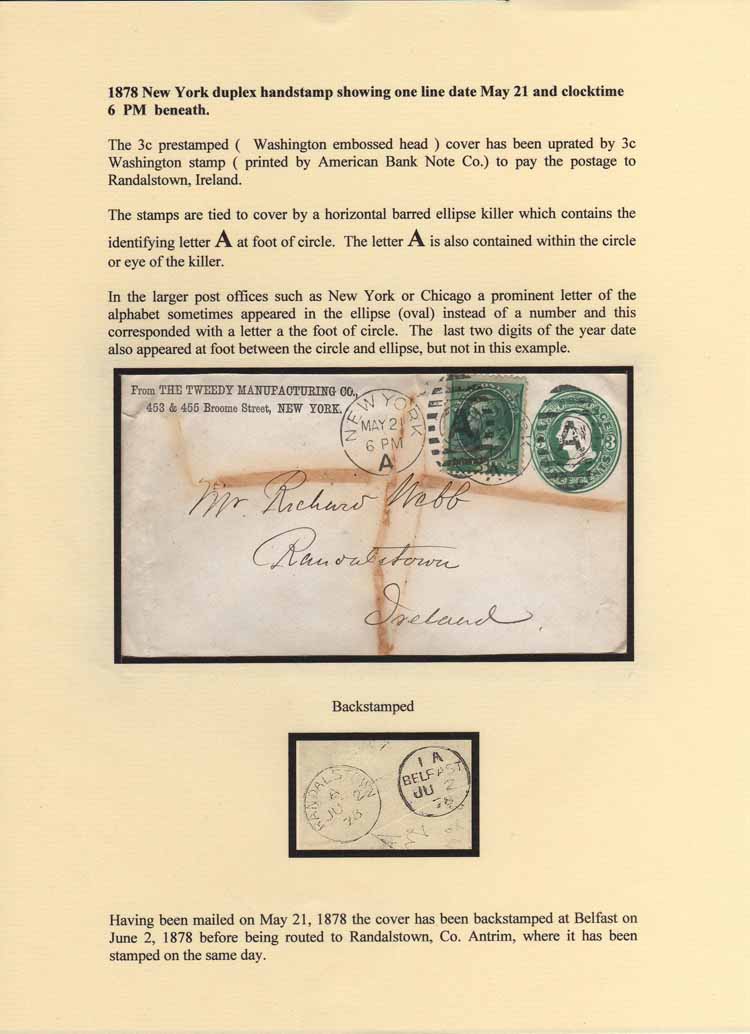 1878 New York duplex handstamp showing one line date May 21 and clocktime
6 PM beneath.
The 3c prestamped ( Washington embossed head ) cover has been uprated by 3c
Washington stamp ( printed by American Bank Note Co.) to pay the postage to
Randalstown, Ireland.
The stamps are tied to cover by a horizontal barred ellipse killer which contains the
identifying letter A at foot of circle. The letter A is also contained within the circle
or eye of the killer.
In the larger post offices such as New York or Chicago a prominent letter of the
alphabet sometimes appeared in the ellipse (oval) instead of a number and this
corresponded with a letter a the foot of circle. The last two digits of the year date
also appeared at foot between the circle and ellipse, but not in this example.
From THE TWEEDY MANUFACTURING CO.,
453 & 455 Broome Street, NEW YORK.
NEW YORK
MAY 21
6 PM
A
A
A
3
CENTS
Mr. Richard Webb
Randalstown
Ireland.
Backstamped
RANDALSTOWN
A
JU 2
78
1 A
BELFAST
JU 2
78
Having been mailed on May 21, 1878 the cover has been backstamped at Belfast on
June 2, 1878 before being routed to Randalstown, Co. Antrim, where it has been
stamped on the same day.